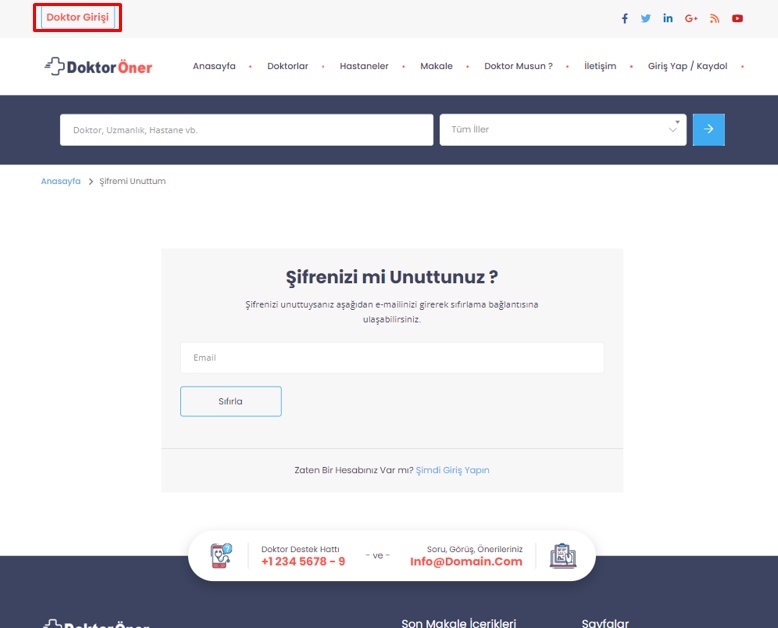 Doktor Girişi
DoktorÖner
Anasayfa
Doktorlar
Hastaneler
Makale
Doktor Musun ?
İletişim
Giriş Yap / Kaydol
Doktor, Uzmanlık, Hastane vb.
Tüm İller
Anasayfa
Şifremi Unuttum
Şifrenizi mi Unuttunuz ?
Şifrenizi unuttuysanız aşağıdan e-mailinizi girerek sıfırlama bağlantısına
ulaşabilirsiniz.
Email
Sıfırla
Zaten Bir Hesabınız Var mı? Şimdi Giriş Yapın
Doktor Destek Hattı
+1 234 5678 - 9
- ve -
Soru, Görüş, Önerileriniz
Info@Domain.Com
DoktorÖner
Son Makale İçerikleri
Sayfalar